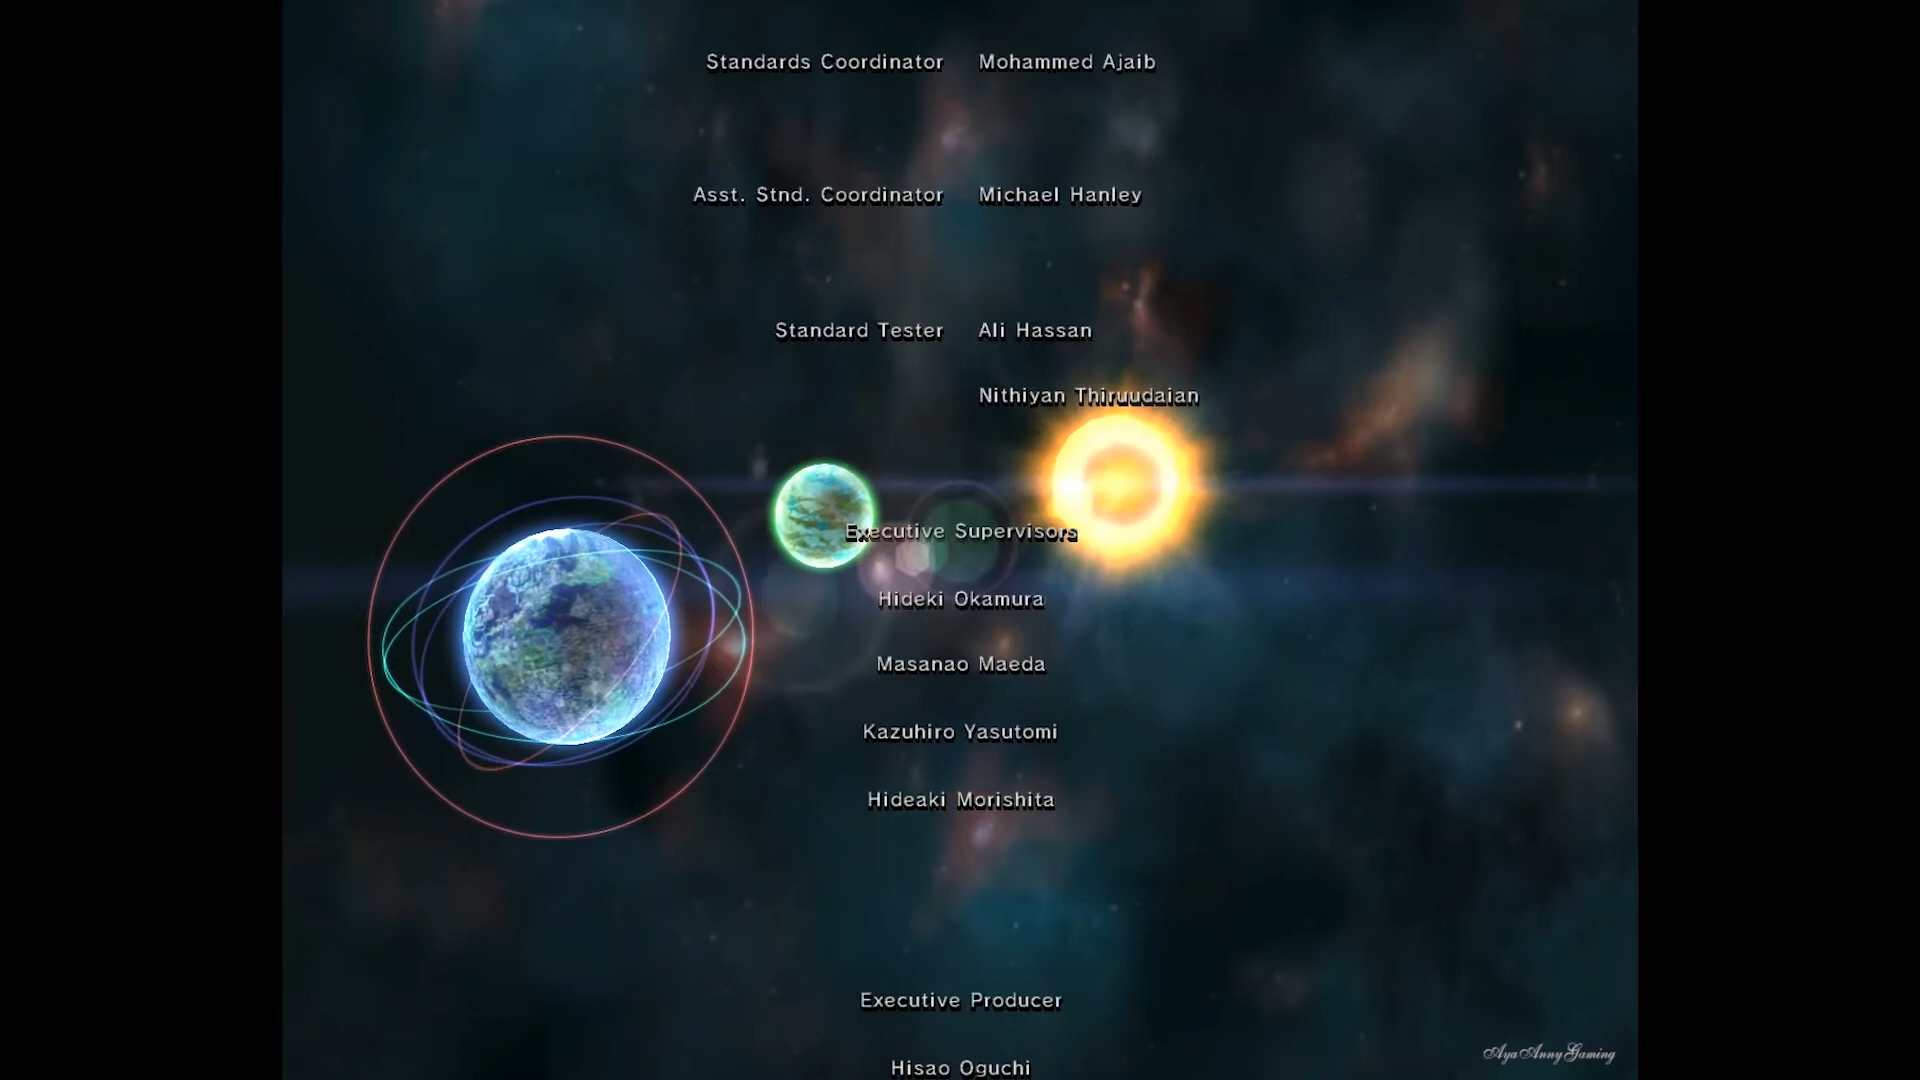 Standards Coordinator Mohammed Ajaib
Asst. Stnd. Coordinator Michael Hanley
Standard Tester Ali Hassan
Nithiyan Thiruudaian
Executive Supervisors
Hideki Okamura
Masanao Maeda
Kazuhiro Yasutomi
Hideaki Morishita
Executive Producer
Hisao Oguchi
AyaAnnyGaming